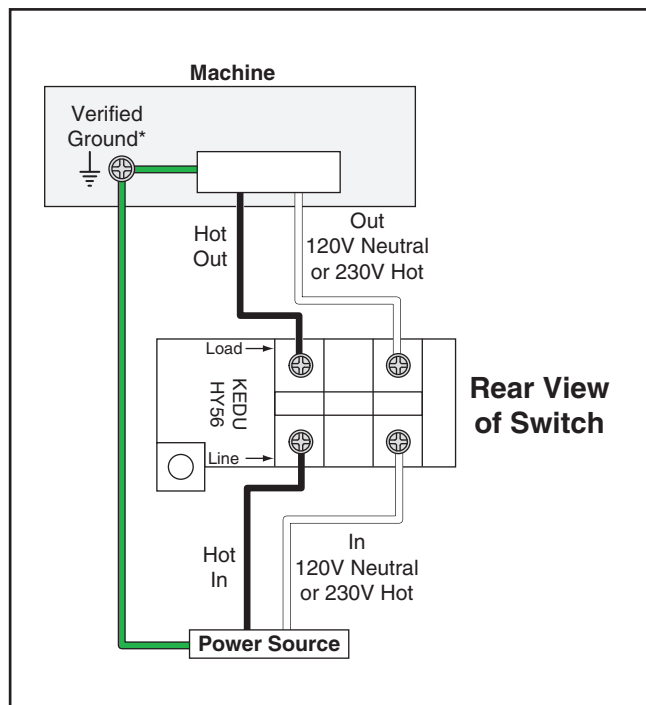 Machine
Verified
Ground*
Hot
Out
Out
120V Neutral
or 230V Hot
Load
KEDU
HY56
Rear View
of Switch
Line
Hot
In
In
120V Neutral
or 230V Hot
Power Source